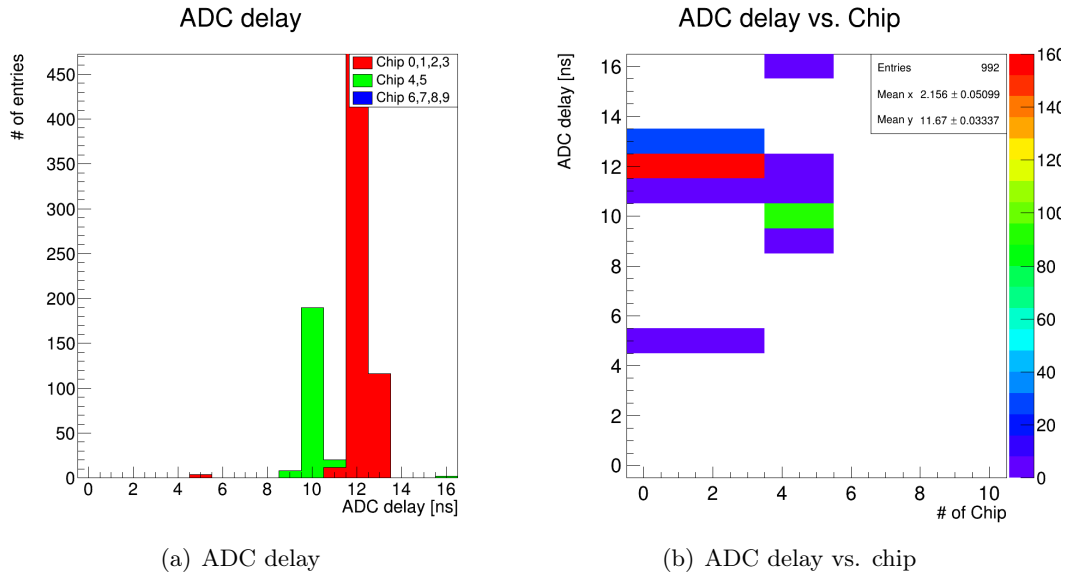 ADC delay
# of entries
450
400
350
300
250
200
150
100
50
0
0 2 4 6 8 10 12 14 16
ADC delay [ns]
Chip 0,1,2,3
Chip 4,5
Chip 6,7,8,9
(a) ADC delay
ADC delay vs. Chip
ADC delay [ns]
16
14
12
10
8
6
4
2
0
0 2 4 6 8 10
# of Chip
Entries 992
Mean x 2.156 ± 0.05099
Mean y 11.67 ± 0.03337
160
140
120
100
80
60
40
20
0
(b) ADC delay vs. chip